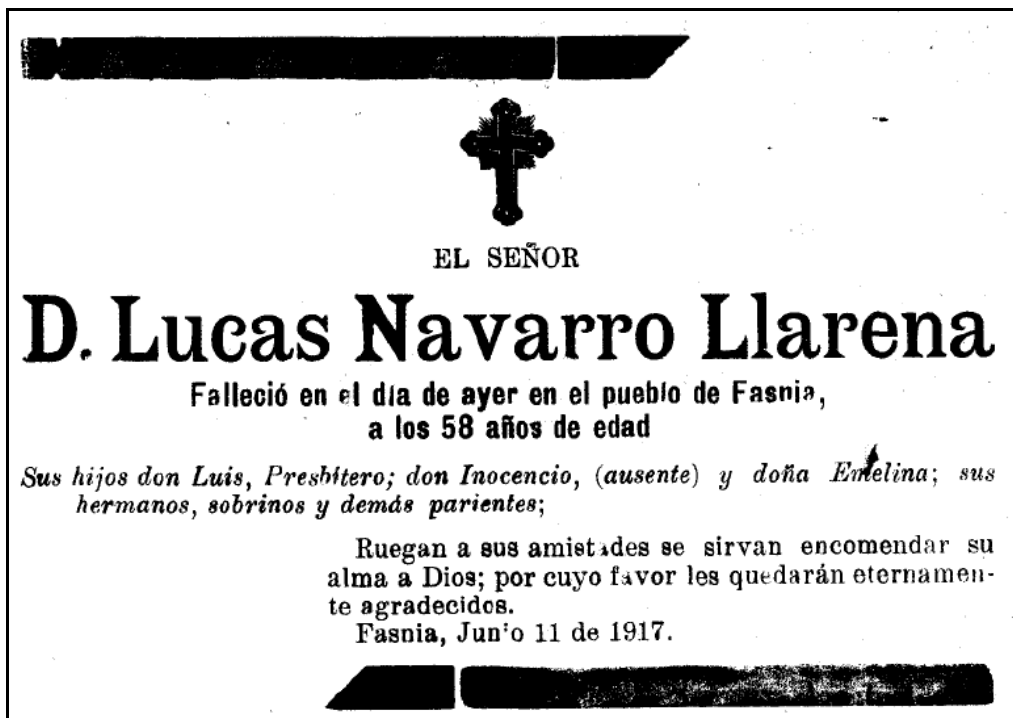 EL SEÑOR
D. Lucas Navarro Llarena
Falleció en el día de ayer en el pueblo de Fasnia,
a los 58 años de edad
Sus hijos don Luis, Presbítero; don Inocencio, (ausente) y doña Emelina; sus
hermanos, sobrinos y demás parientes;
Ruegan a sus amistades se sirvan encomendar su
alma a Dios; por cuyo favor les quedarán eternamen-
te agradecidos.
Fasnia, Junio 11 de 1917.